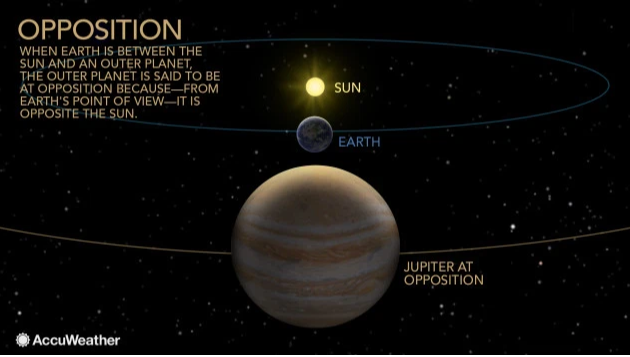 OPPOSITION
WHEN EARTH IS BETWEEN THE
SUN AND AN OUTER PLANET,
THE OUTER PLANET IS SAID TO BE
AT OPPOSITION BECAUSE—FROM
EARTH'S POINT OF VIEW—IT IS
OPPOSITE THE SUN.
SUN
EARTH
JUPITER AT
OPPOSITION
AccuWeather